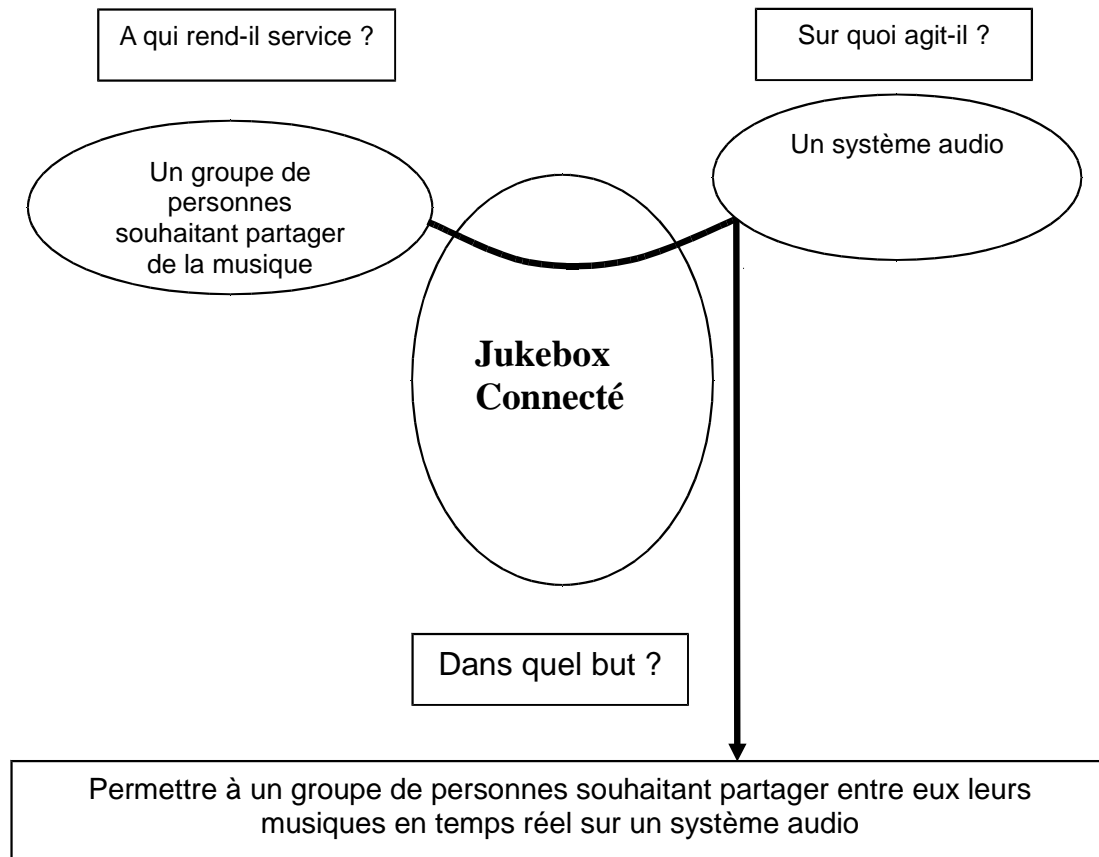 A qui rend-il service ?
Sur quoi agit-il ?
Un groupe de
personnes
souhaitant partager
de la musique
Un système audio
Jukebox
Connecté
Dans quel but ?
Permettre à un groupe de personnes souhaitant partager entre eux leurs
musiques en temps réel sur un système audio